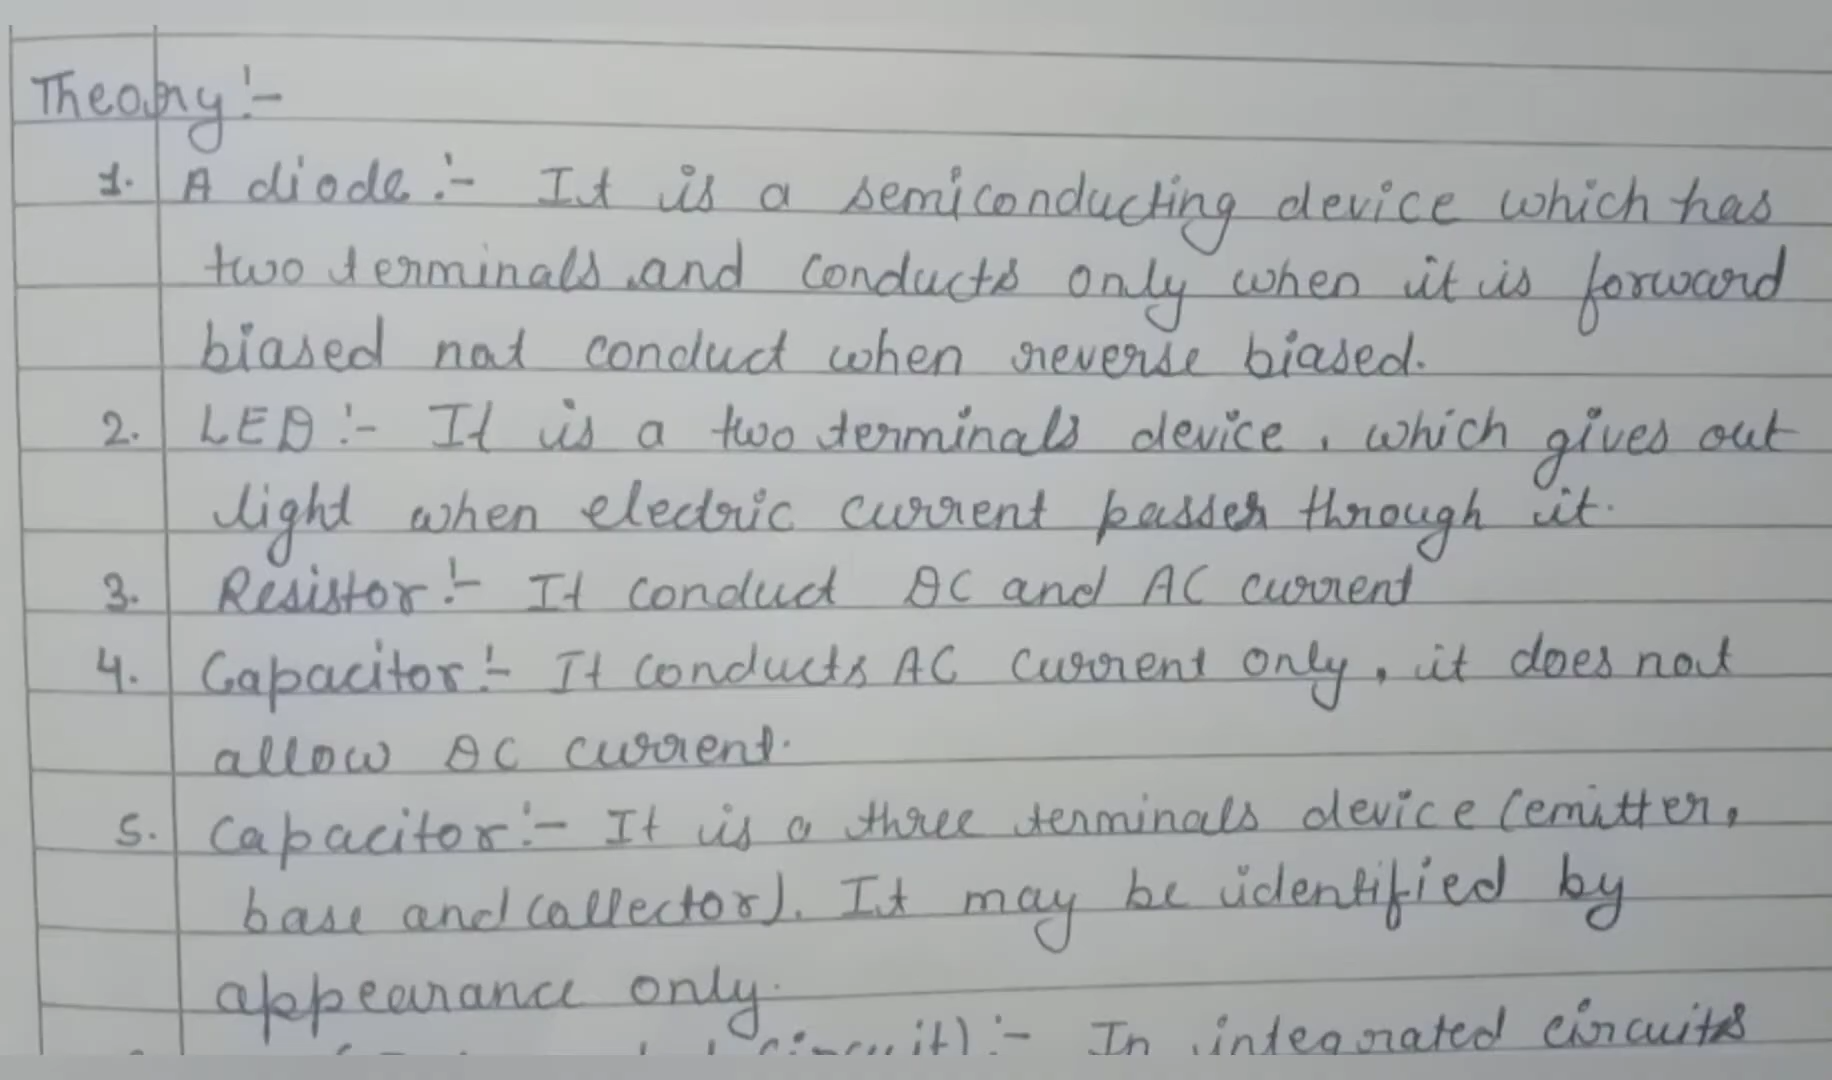 Theory :-
1. A diode :- It is a semiconducting device which has
two terminals and conducts only when it is forward
biased not conduct when reverse biased.
2. LED :- It is a two terminals device, which gives out
light when electric current passes through it.
3. Resistor :- It conduct DC and AC current
4. Capacitor :- It conducts AC current only, it does not
allow DC current.
5. Capacitor :- It is a three terminals device (emitter,
base and collector). It may be identified by
appearance only.
circuit) :- In integrated circuits